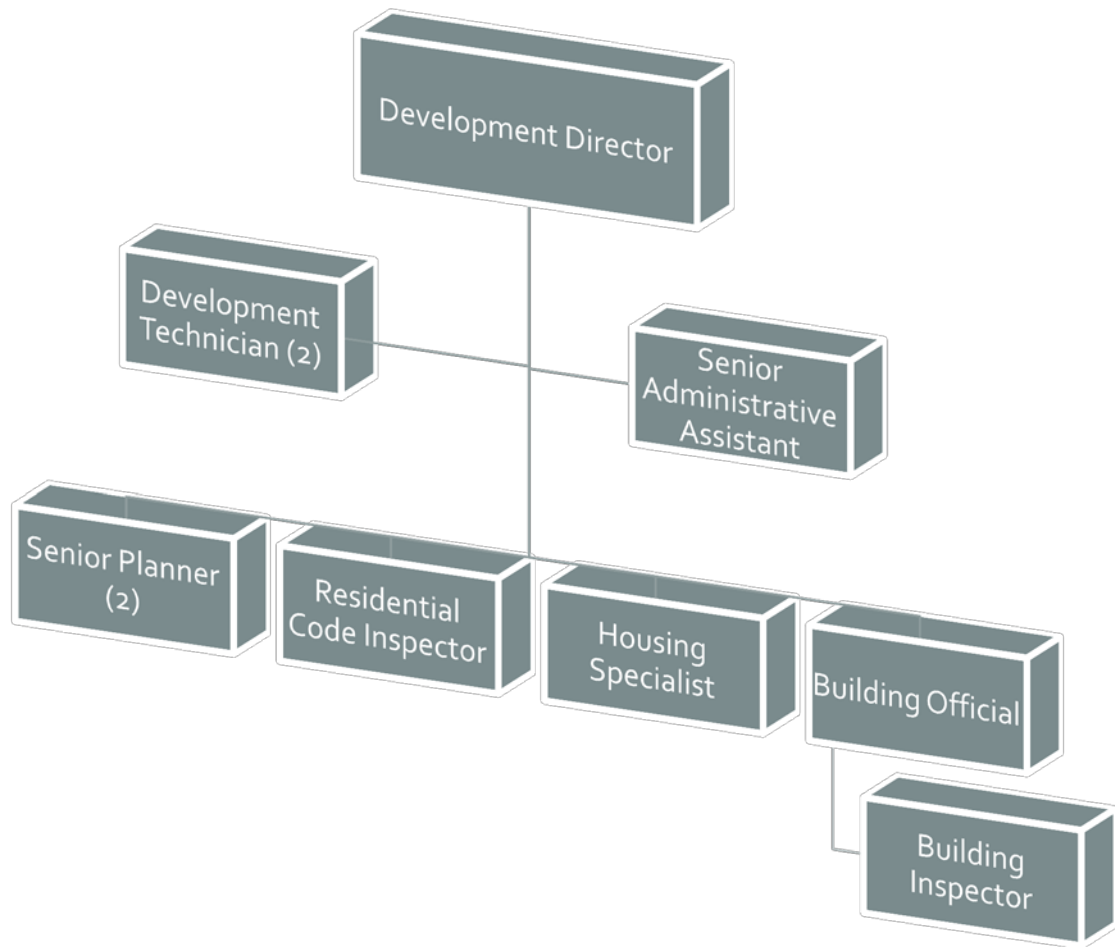 Development Director
Development
Technician (2)
Senior
Administrative
Assistant
Senior Planner
(2)
Residential
Code Inspector
Housing
Specialist
Building Official
Building
Inspector